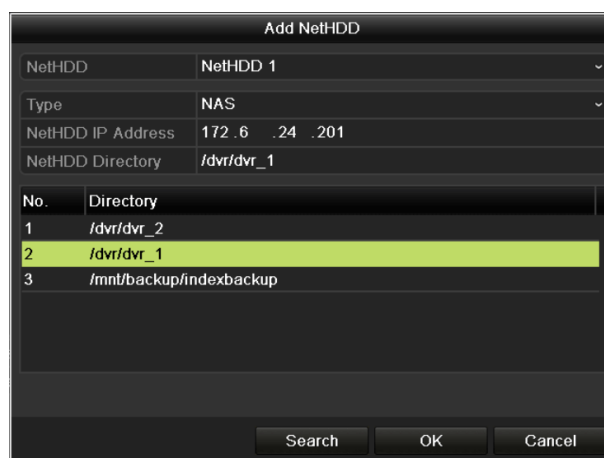 Add NetHDD
NetHDD NetHDD 1
Type NAS
NetHDD IP Address 172 .6 .24 .201
NetHDD Directory /dvr/dvr_1
No. Directory
1 /dvr/dvr_2
2 /dvr/dvr_1
3 /mnt/backup/indexbackup
Search OK Cancel